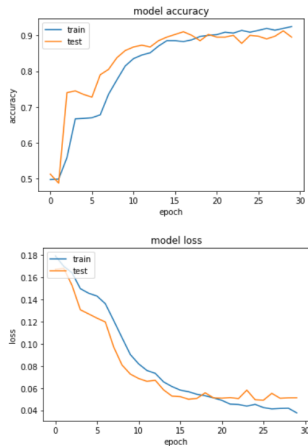 model accuracy
train
test
0.9
0.8
0.7
0.6
0.5
accuracy
0 5 10 15 20 25 30
epoch
model loss
train
test
0.18
0.16
0.14
0.12
0.10
0.08
0.06
0.04
loss
0 5 10 15 20 25 30
epoch